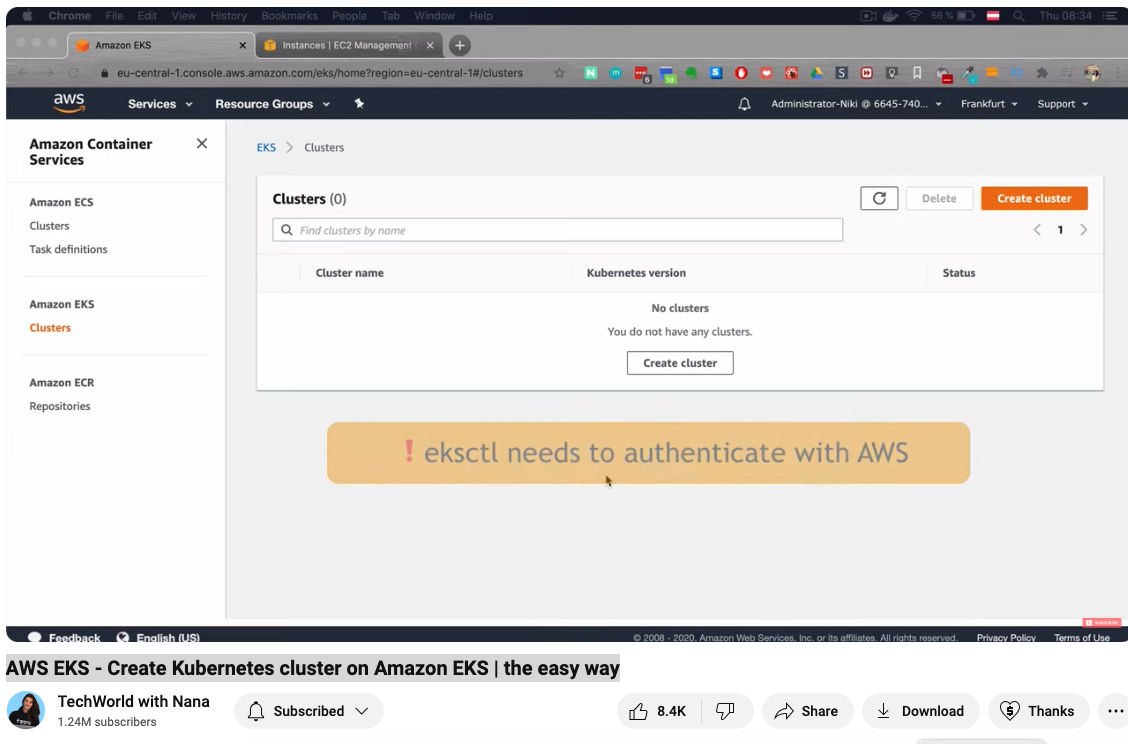 Chrome File Edit View History Bookmarks People Tab Window Help 56 % Thu 08:34
Amazon EKS Instances | EC2 Management
eu-central-1.console.aws.amazon.com/eks/home?region=eu-central-1#/clusters
aws Services Resource Groups Administrator-Niki @ 6645-740... Frankfurt Support
Amazon Container
Services
Amazon ECS
Clusters
Task definitions
Amazon EKS
Clusters
Amazon ECR
Repositories
EKS > Clusters
Clusters (0) Delete Create cluster
Find clusters by name 1
Cluster name Kubernetes version Status
No clusters
You do not have any clusters.
Create cluster
! eksctl needs to authenticate with AWS
Feedback English (US) © 2008 - 2020, Amazon Web Services, Inc. or its affiliates. All rights reserved. Privacy Policy Terms of Use
AWS EKS - Create Kubernetes cluster on Amazon EKS | the easy way
TechWorld with Nana
1.24M subscribers
Subscribed 8.4K Share Download Thanks